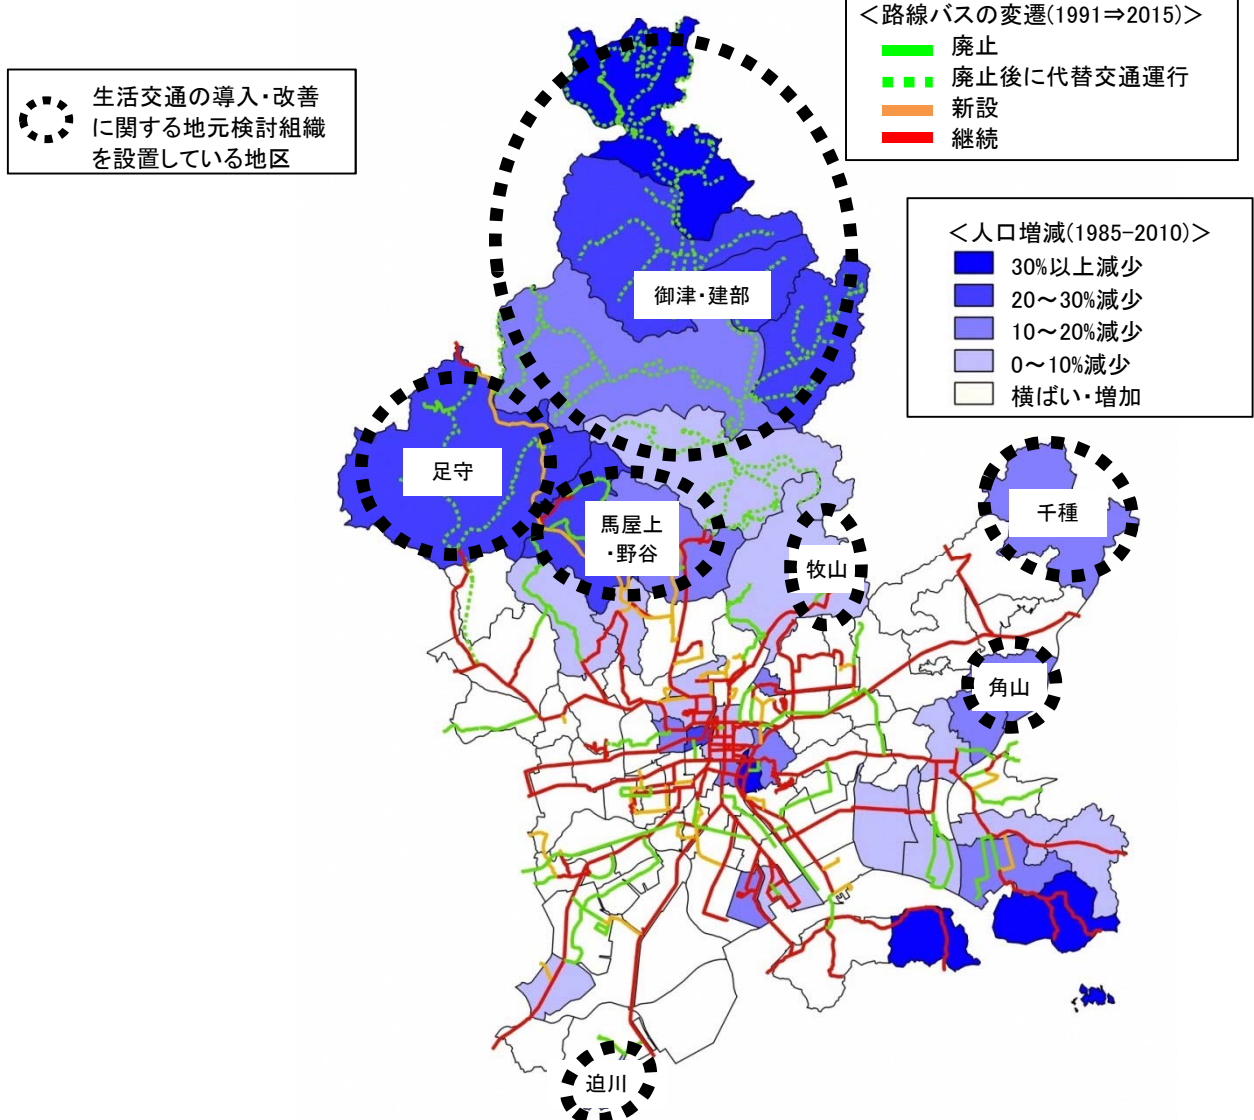 ＜路線バスの変遷(1991⇒2015)＞
廃止
廃止後に代替交通運行
新設
継続
生活交通の導入・改善
に関する地元検討組織
を設置している地区
＜人口増減(1985-2010)＞
30%以上減少
20～30%減少
10～20%減少
0～10%減少
横ばい・増加
御津・建部
足守
馬屋上
・野谷
牧山
千種
角山
迫川